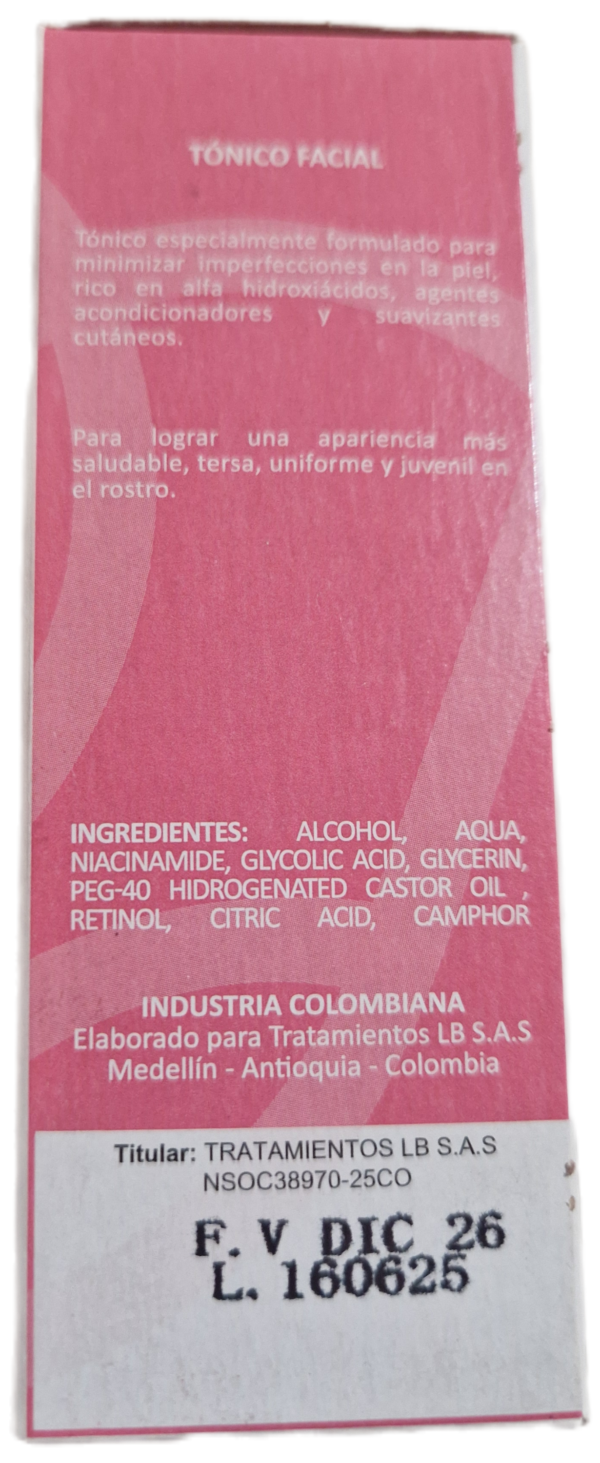 TÓNICO FACIAL
Tónico especialmente formulado para
minimizar imperfecciones en la piel,
rico en alfa hidroxiácidos, agentes
acondicionadores y suavizantes
cutáneos.
Para lograr una apariencia más
saludable, tersa, uniforme y juvenil en
el rostro.
INGREDIENTES: ALCOHOL, AQUA,
NIACINAMIDE, GLYCOLIC ACID, GLYCERIN,
PEG-40 HIDROGENATED CASTOR OIL ,
RETINOL, CITRIC ACID, CAMPHOR
INDUSTRIA COLOMBIANA
Elaborado para Tratamientos LB S.A.S
Medellín - Antioquia - Colombia
Titular: TRATAMIENTOS LB S.A.S
NSOC38970-25CO
F. V DIC 26
L. 160625